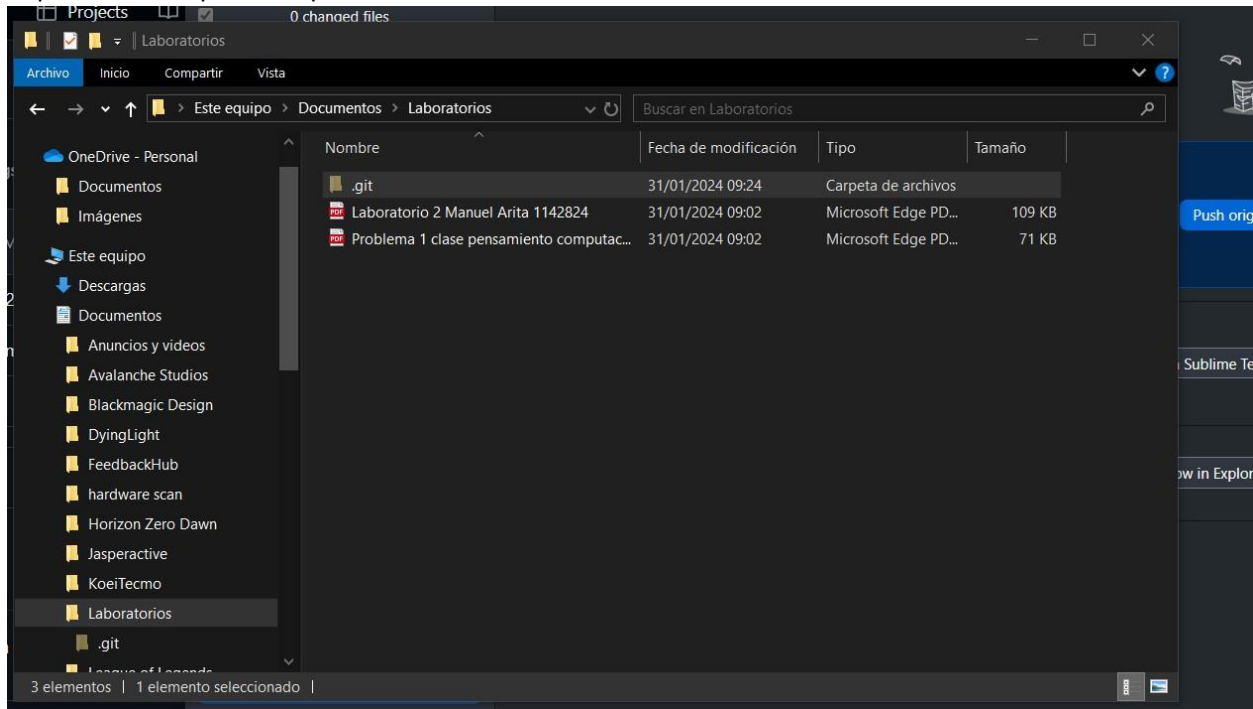 Projects
0 changed files
Laboratorios
Archivo Inicio Compartir Vista
Este equipo > Documentos > Laboratorios
Buscar en Laboratorios
OneDrive - Personal
Documentos
Imágenes
Este equipo
Descargas
Documentos
Anuncios y videos
Avalanche Studios
Blackmagic Design
DyingLight
FeedbackHub
hardware scan
Horizon Zero Dawn
Jasperactive
KoeiTecmo
Laboratorios
.git
League of Legends
Nombre Fecha de modificación Tipo Tamaño
.git 31/01/2024 09:24 Carpeta de archivos
Laboratorio 2 Manuel Arita 1142824 31/01/2024 09:02 Microsoft Edge PD... 109 KB
Problema 1 clase pensamiento computac... 31/01/2024 09:02 Microsoft Edge PD... 71 KB
3 elementos | 1 elemento seleccionado |
Push orig
Sublime Te
ow in Explor